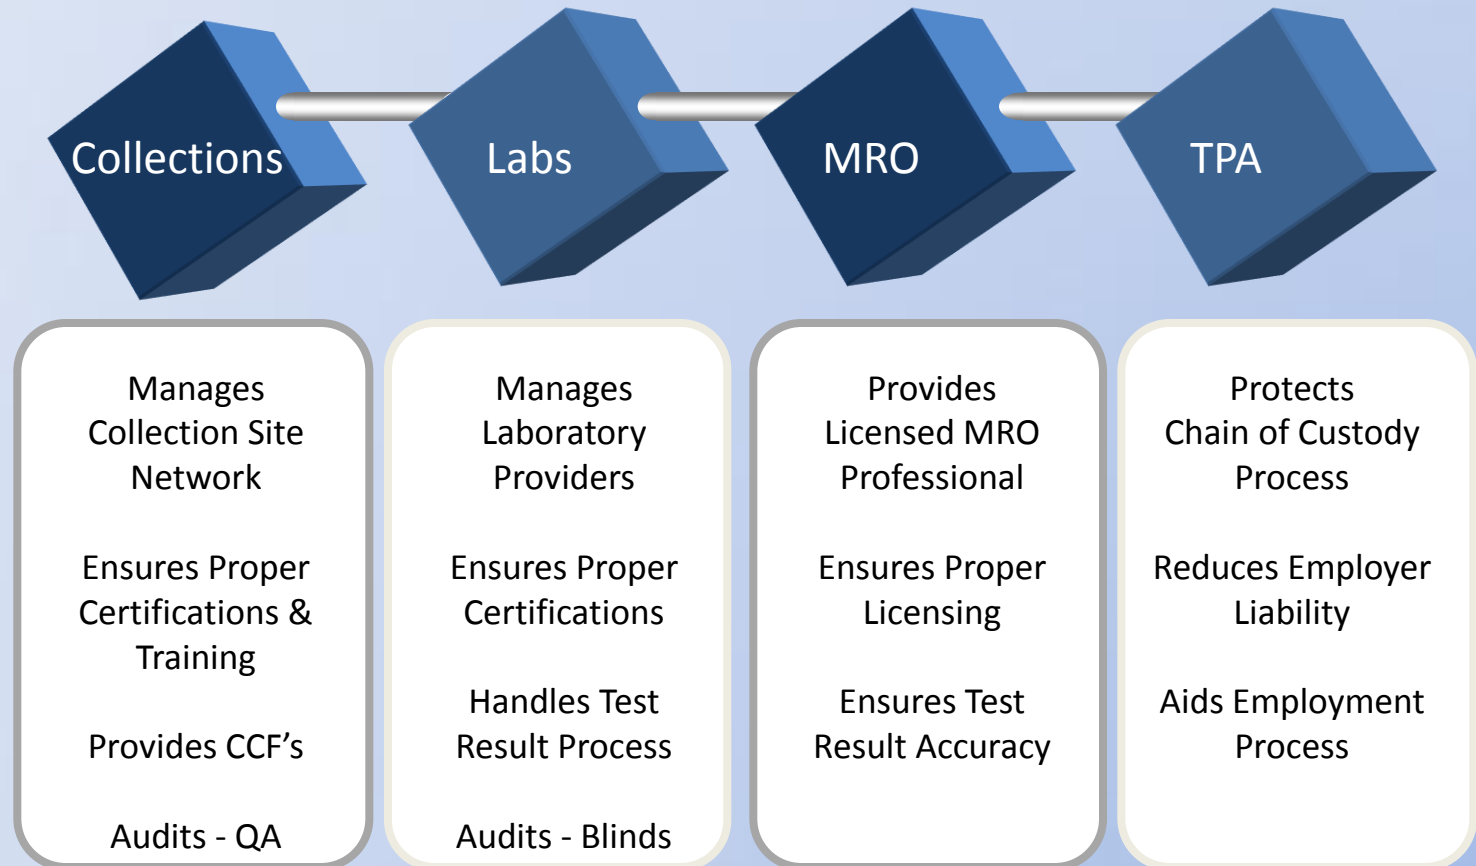 Collections
Labs
MRO
TPA
Manages
Collection Site
Network
Ensures Proper
Certifications &
Training
Provides CCF's
Audits - QA
Manages
Laboratory
Providers
Ensures Proper
Certifications
Handles Test
Result Process
Audits - Blinds
Provides
Licensed MRO
Professional
Ensures Proper
Licensing
Ensures Test
Result Accuracy
Protects
Chain of Custody
Process
Reduces Employer
Liability
Aids Employment
Process